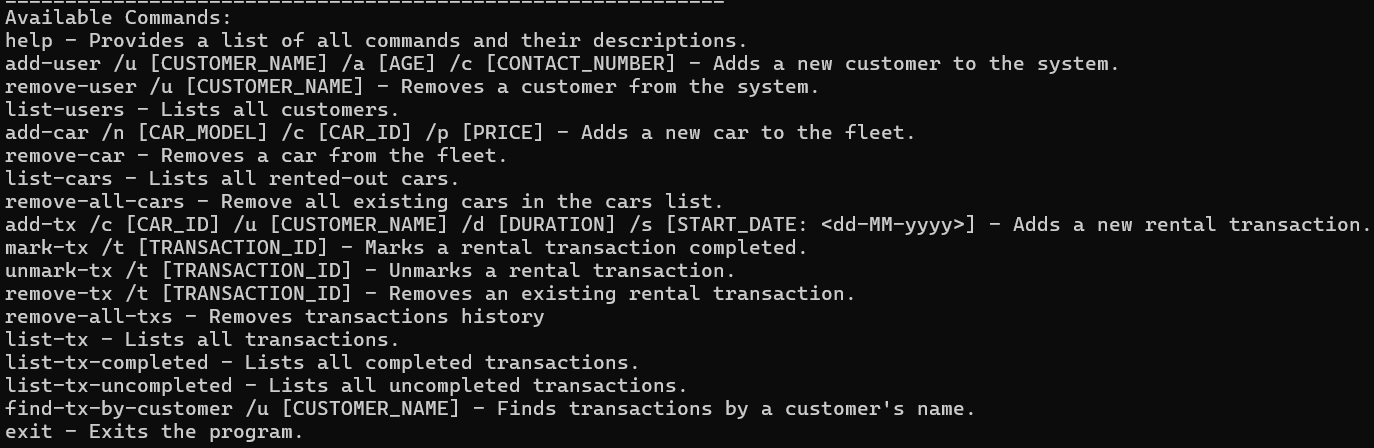 Available Commands:
help - Provides a list of all commands and their descriptions.
add-user /u [CUSTOMER_NAME] /a [AGE] /c [CONTACT_NUMBER] - Adds a new customer to the system.
remove-user /u [CUSTOMER_NAME] - Removes a customer from the system.
list-users - Lists all customers.
add-car /n [CAR_MODEL] /c [CAR_ID] /p [PRICE] - Adds a new car to the fleet.
remove-car - Removes a car from the fleet.
list-cars - Lists all rented-out cars.
remove-all-cars - Remove all existing cars in the cars list.
add-tx /c [CAR_ID] /u [CUSTOMER_NAME] /d [DURATION] /s [START_DATE: <dd-MM-yyyy>] - Adds a new rental transaction.
mark-tx /t [TRANSACTION_ID] - Marks a rental transaction completed.
unmark-tx /t [TRANSACTION_ID] - Unmarks a rental transaction.
remove-tx /t [TRANSACTION_ID] - Removes an existing rental transaction.
remove-all-txs - Removes transactions history
list-tx - Lists all transactions.
list-tx-completed - Lists all completed transactions.
list-tx-uncompleted - Lists all uncompleted transactions.
find-tx-by-customer /u [CUSTOMER_NAME] - Finds transactions by a customer's name.
exit - Exits the program.